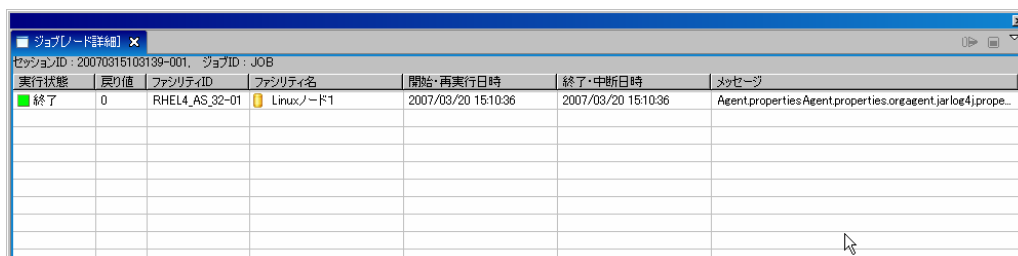 ジョブ[ノード詳細]
セッションID : 20070315103139-001, ジョブID : JOB
実行状態 戻り値 ファシリティID ファシリティ名 開始・再実行日時 終了・中断日時 メッセージ
終了 0 RHEL4_AS_32-01 Linuxノード1 2007/03/20 15:10:36 2007/03/20 15:10:36 Agent.properties Agent.properties.orgagent.jarlog4j.prope...